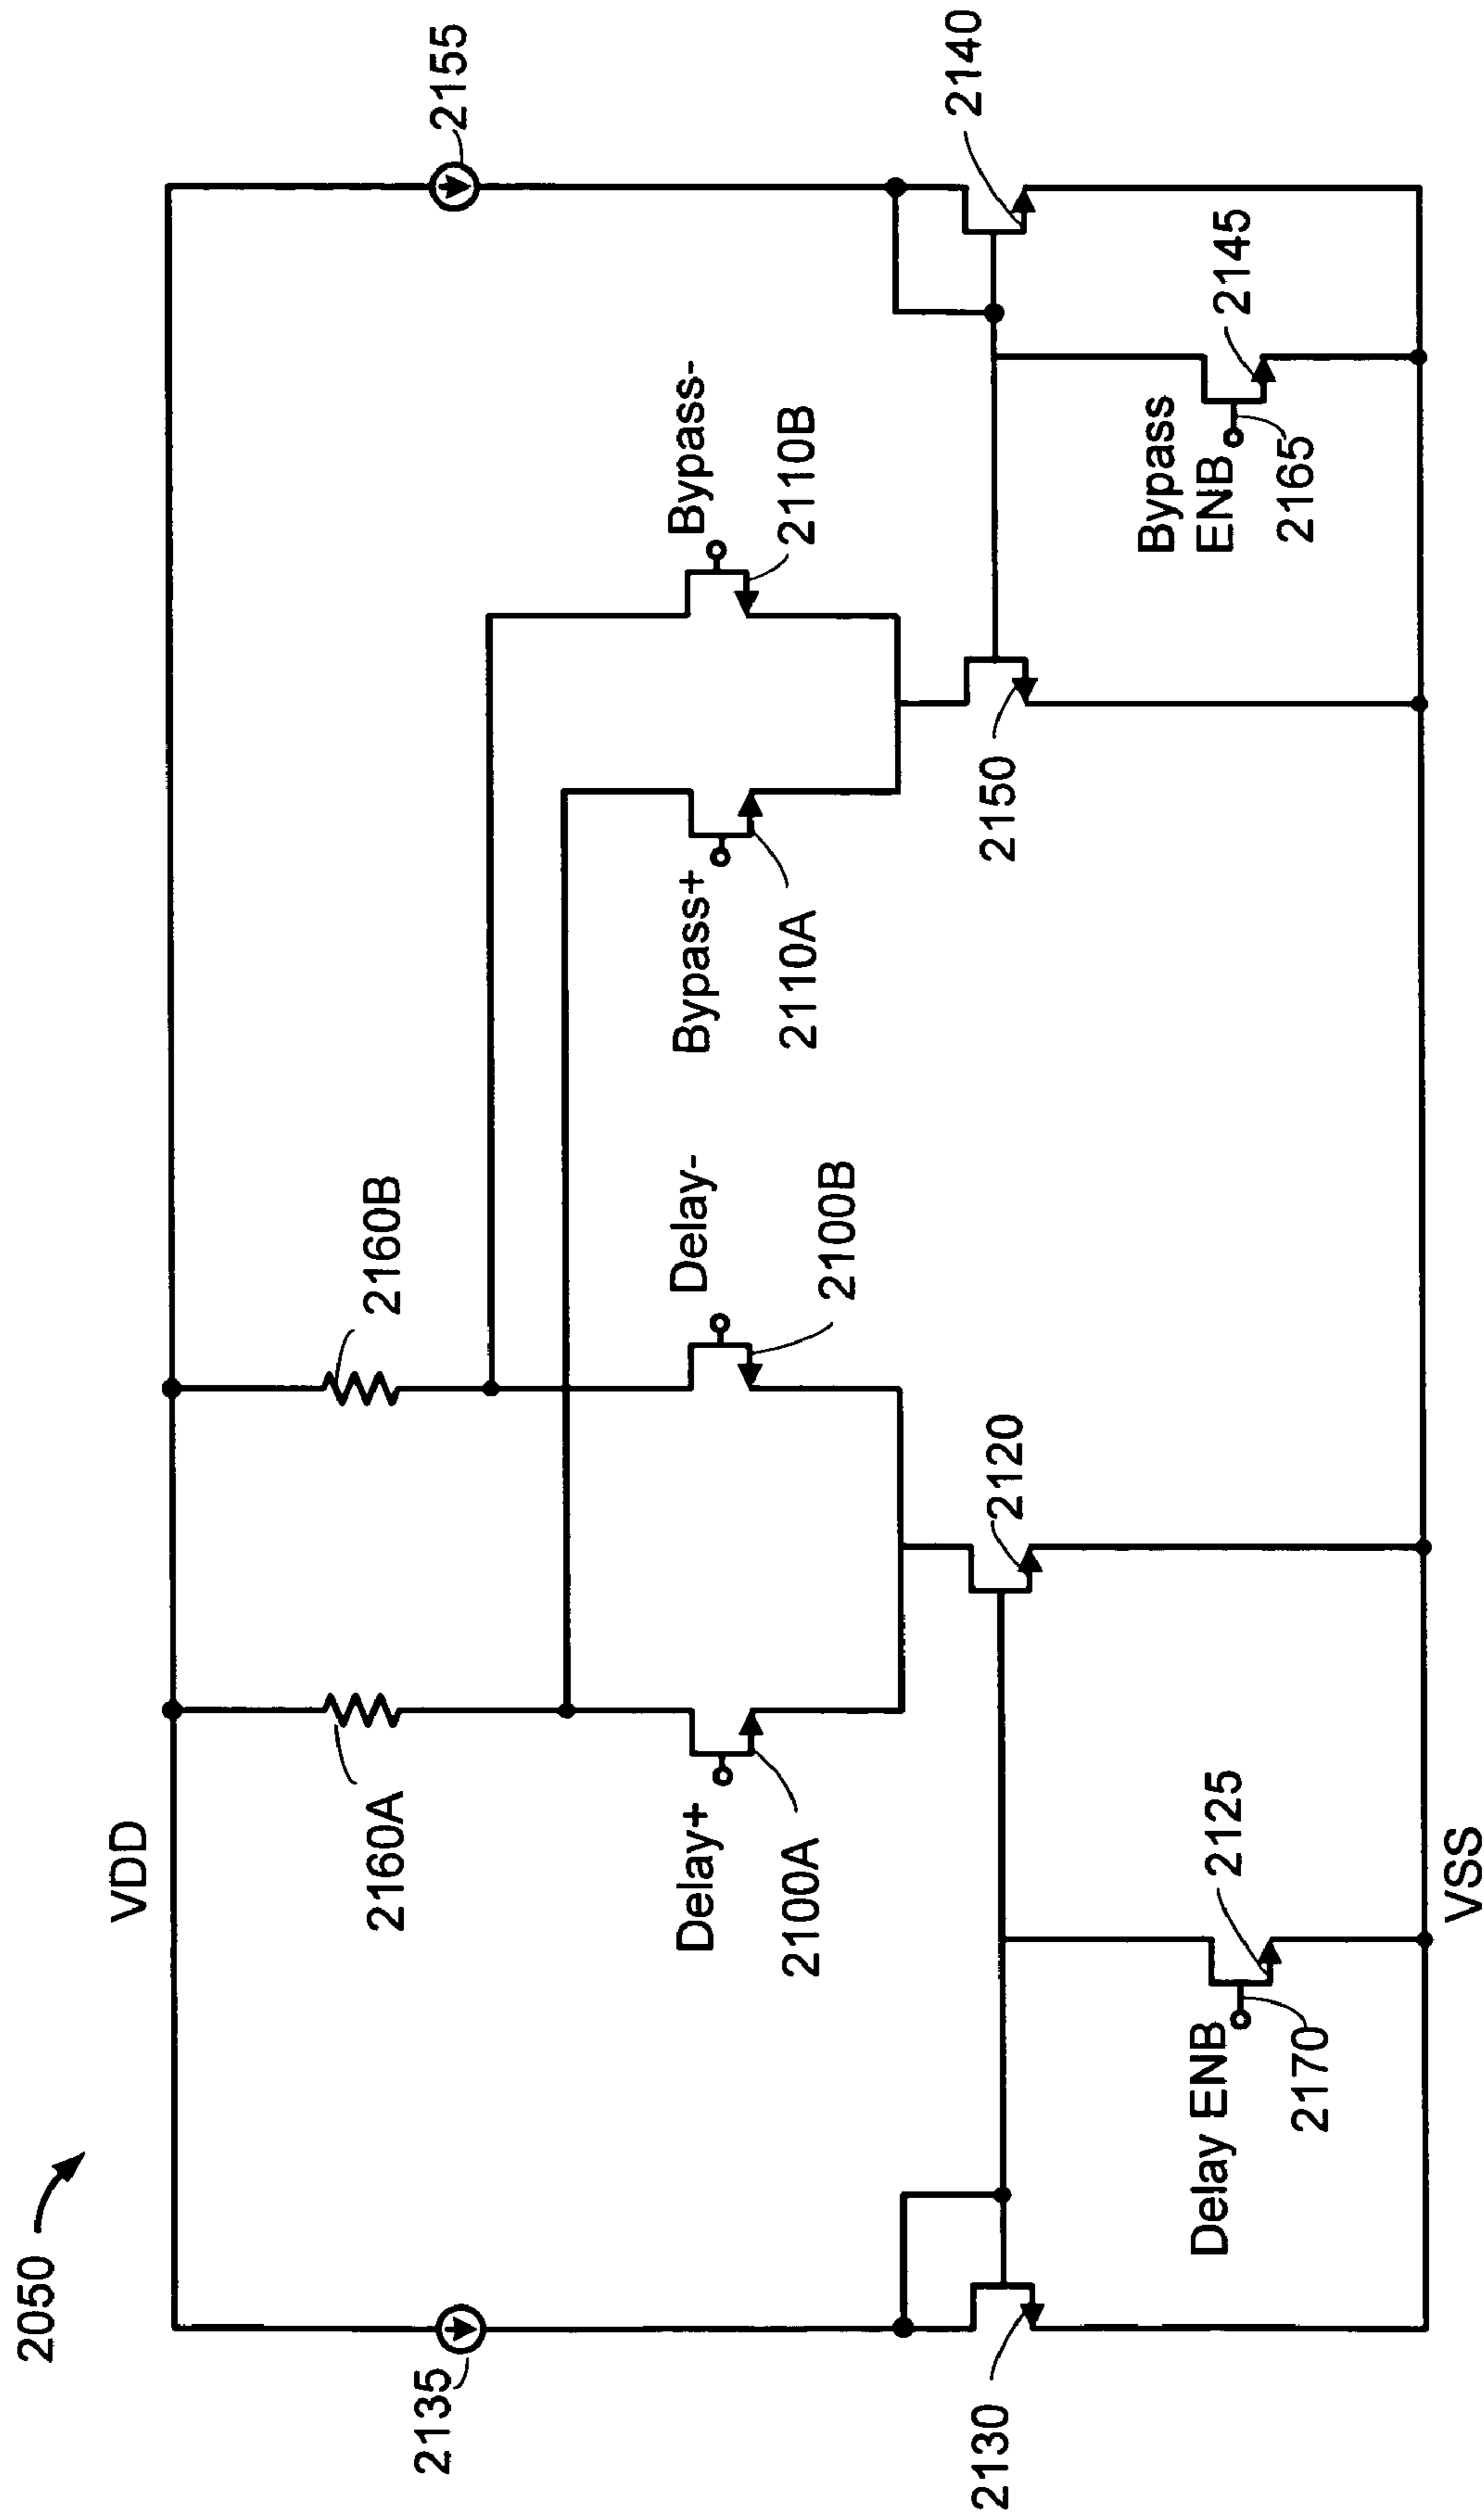 2050
VDD
2135
2160A
2160B
2155
Delay+
2100A
Delay-
2100B
Bypass+
2110A
Bypass-
2110B
2130
2120
2150
2140
Delay ENB
2170
2125
Bypass
ENB
2165
2145
VSS